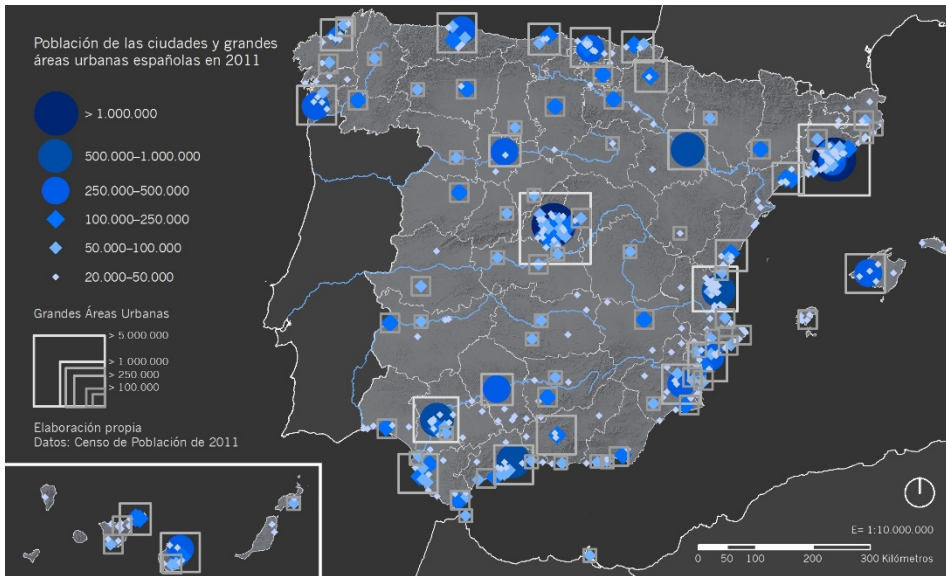 Población de las ciudades y grandes
áreas urbanas españolas en 2011
> 1.000.000
500.000–1.000.000
250.000–500.000
100.000–250.000
50.000–100.000
20.000–50.000
Grandes Áreas Urbanas
> 5 000.000
> 1 000.000
> 250.000
> 100.000
Elaboración propia
Datos: Censo de Población de 2011
E= 1:10.000.000
0 50 100 200 300 Kilómetros